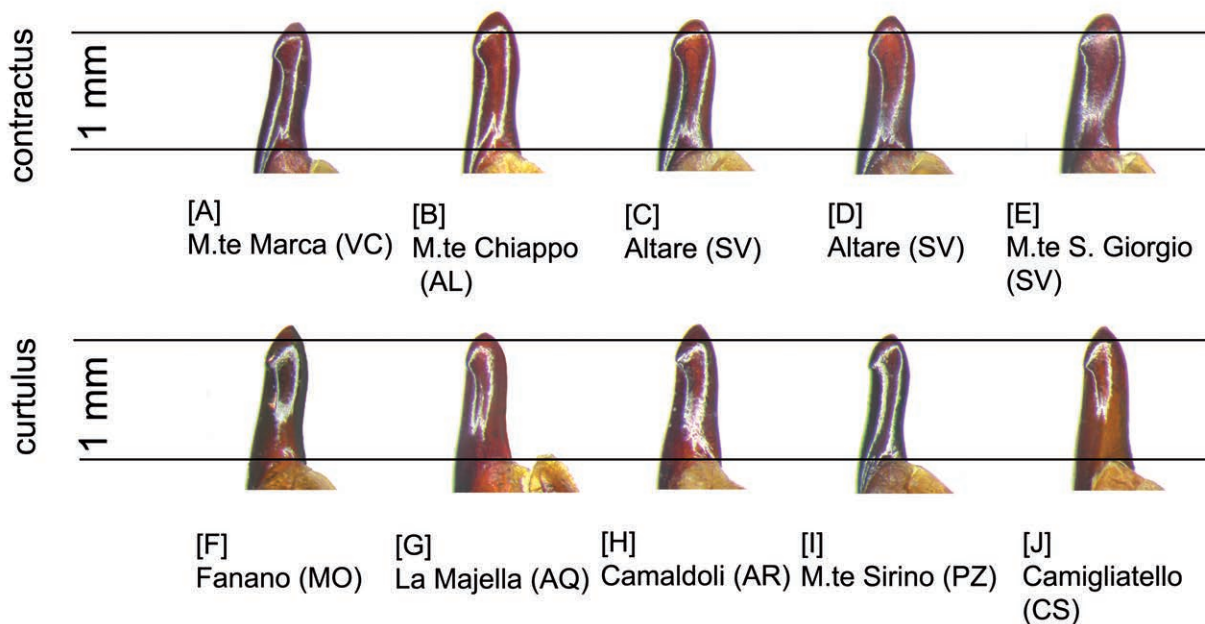 contractus
1 mm
[A]
M.te Marca (VC)
[B]
M.te Chiappo
(AL)
[C]
Altare (SV)
[D]
Altare (SV)
[E]
M.te S. Giorgio
(SV)
curtulus
1 mm
[F]
Fanano (MO)
[G]
La Majella (AQ)
[H]
Camaldoli (AR)
[I]
M.te Sirino (PZ)
[J]
Camigliatello
(CS)